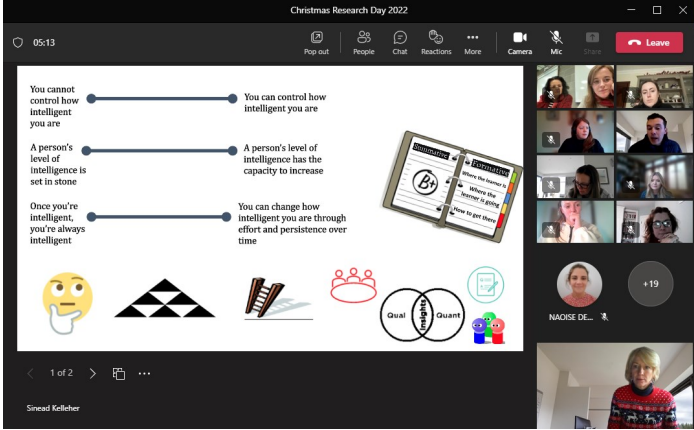 Christmas Research Day 2022
05:13
Pop out
People
Chat
Reactions
More
Camera
Mic
Share
Leave
You cannot
control how
intelligent
you are
You can control how
intelligent you are
A person's
level of
intelligence is
set in stone
A person's level of
intelligence has the
capacity to increase
Once you're
intelligent,
you're always
intelligent
You can change how
intelligent you are through
effort and persistence over
time
Summative
B+
Formative
Where the learner is
Where the
learner is going
How to get there
Qual
Insights
Quant
NAOISE DE...
+19
1 of 2
Sinead Kelleher